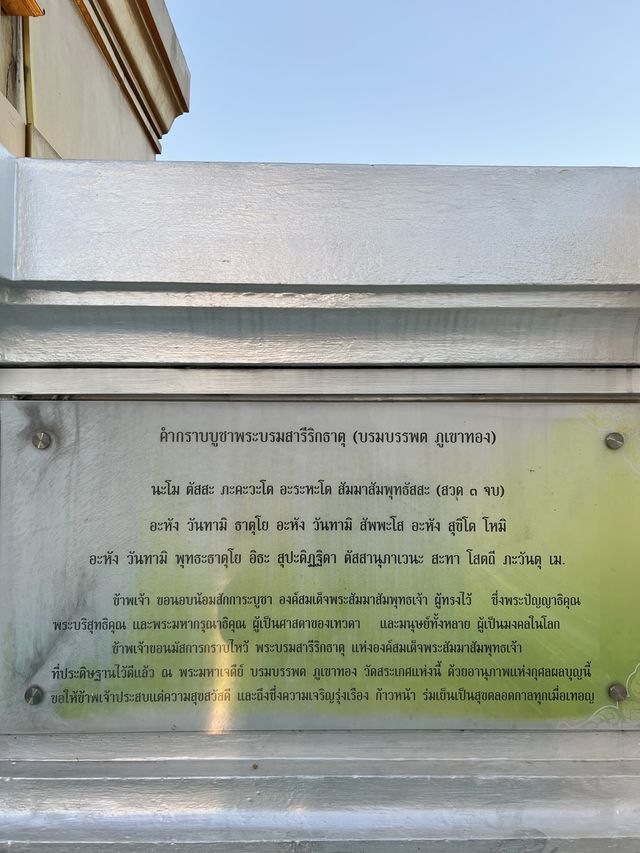 คำกราบบูชาพระบรมสารีริกธาตุ (บรมบรรพต ภูเขาทอง)
นะโม ตัสสะ ภะคะวะโต อะระหะโต สัมมาสัมพุทธัสสะ (สวด ๓ จบ)
อะหัง วันทามิ ธาตุโย อะหัง วันทามิ สัพพะโส อะหัง สุขิโต โหมิ
อะหัง วันทามิ พุทธะธาตุโย อิธะ สุปะติฏฐิตา ตัสสานุภาเวนะ สะทา โสตถี ภะวันตุ เม.
ข้าพเจ้า ขอนอบน้อมสักการะบูชา องค์สมเด็จพระสัมมาสัมพุทธเจ้า ผู้ทรงไว้ ซึ่งพระปัญญาธิคุณ
พระบริสุทธิคุณ และพระมหากรุณาธิคุณ ผู้เป็นศาสดาของเทวดา และมนุษย์ทั้งหลาย ผู้เป็นมงคลในโลก
ข้าพเจ้าขอนมัสการกราบไหว้ พระบรมสารีริกธาตุ แห่งองค์สมเด็จพระสัมมาสัมพุทธเจ้า
ที่ประดิษฐานไว้ดีแล้ว ณ พระมหาเจดีย์ บรมบรรพต ภูเขาทอง วัดสระเกศแห่งนี้ ด้วยอานุภาพแห่งกุศลผลบุญนี้
ขอให้ข้าพเจ้าประสบแต่ความสุขสวัสดี และถึงซึ่งความเจริญรุ่งเรือง ก้าวหน้า ร่มเย็นเป็นสุขตลอดกาลทุกเมื่อเทอญ